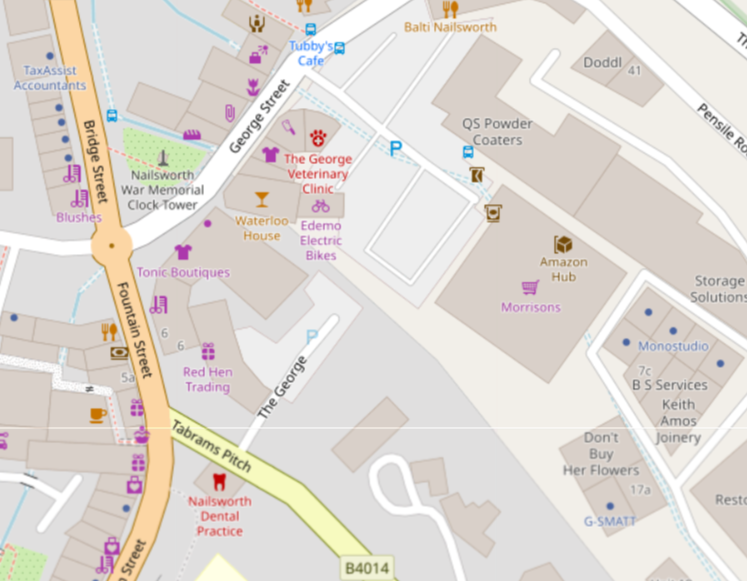 Balti Nailsworth
Tubby's
Cafe
TaxAssist
Accountants
Doddl
41
Pensile Ro
QS Powder
Coaters
George Street
Bridge Street
P
The George
Veterinary
Clinic
Nailsworth
War Memorial
Clock Tower
Blushes
Waterloo
House
Edemo
Electric
Bikes
Tonic Boutiques
Amazon
Hub
Morrisons
Storage
Solutions
Fountain Street
6
6
P
Monostudio
Red Hen
Trading
5a
7c
B S Services
Keith
Amos
Joinery
The George
Tabrams Pitch
Don't
Buy
Her Flowers
17a
G-SMATT
Nailsworth
Dental
Practice
Resto
B4014
n Street